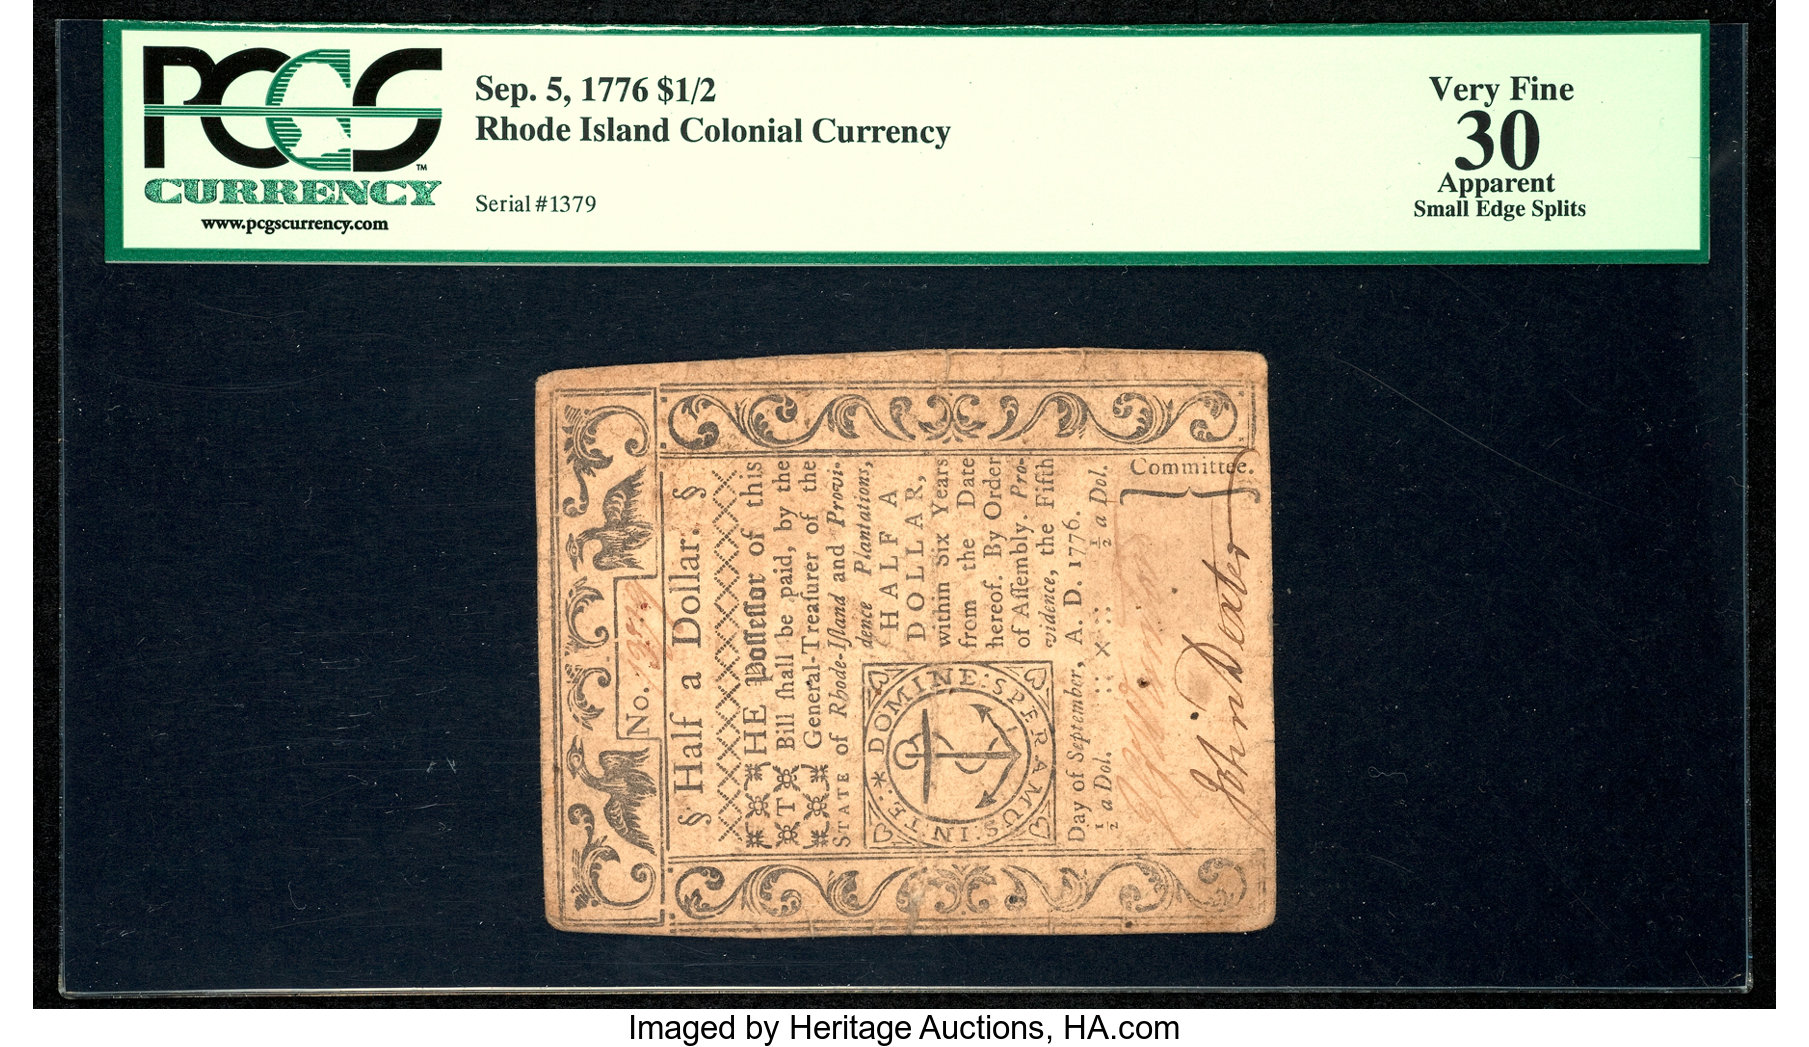 PCGS
TM
CURRENCY
www.pcgscurrency.com
Sep. 5, 1776 $1/2
Rhode Island Colonial Currency
Serial #1379
Very Fine
30
Apparent
Small Edge Splits
No. 1379
§ Half a Dollar. §
THE Poſſeſſor of this
Bill ſhall be paid, by the
General-Treaſurer of the
STATE of Rhode-Iſland and Provi-
dence Plantations,
HALF A
DOLLAR,
within Six Years
from the Date
hereof. By Order
of Aſſembly. Pro-
vidence, the Fifth
Day of September, A. D. 1776.
½ a Dol. :: × :: ½ a Dol.
* DOMINE: SPERAMUS: IN: TE:
Committee.
John Dexter
Imaged by Heritage Auctions, HA.com